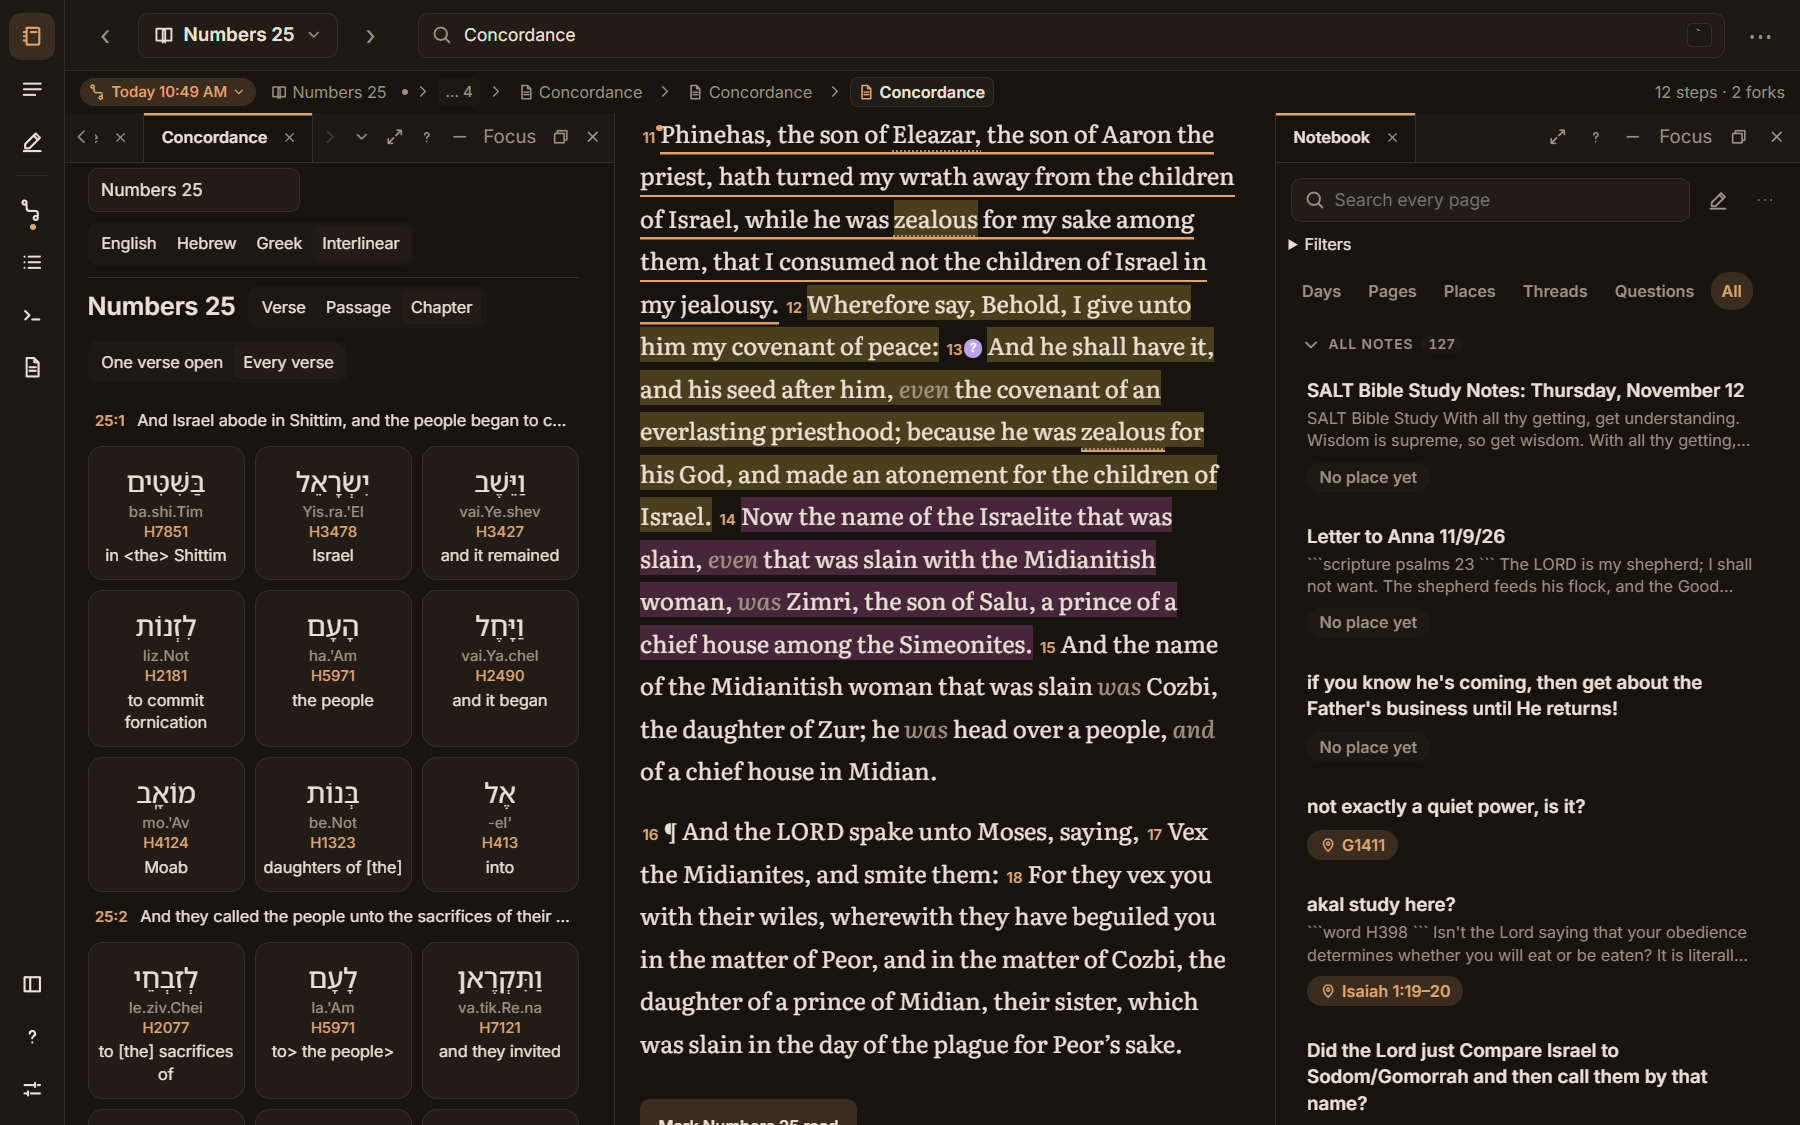 Numbers 25
Concordance
`
Today 10:49 AM
Numbers 25
... 4
Concordance
Concordance
Concordance
12 steps · 2 forks
Concordance
?
Focus
Numbers 25
English Hebrew Greek Interlinear
Numbers 25
Verse Passage Chapter
One verse open Every verse
25:1 And Israel abode in Shittim, and the people began to c...
בַּשִּׁטִּים יִשְׂרָאֵל וַיֵּשֶׁב
ba.shi.Tim Yis.ra.'El vai.Ye.shev
H7851 H3478 H3427
in <the> Shittim Israel and it remained
לִזְנוֹת הָעָם וַיָּחֶל
liz.Not ha.'Am vai.Ya.chel
H2181 H5971 H2490
to commit the people and it began
fornication
מוֹאָֽב בְּנוֹת אֶל
mo.'Av be.Not -el'
H4124 H1323 H413
Moab daughters of [the] into
25:2 And they called the people unto the sacrifices of their ...
לְזִבְחֵי לָעָם וַתִּקְרֶאןָ
le.ziv.Chei la.'Am va.tik.Re.na
H2077 H5971 H7121
to [the] sacrifices to> the people> and they invited
of
11 Phinehas, the son of Eleazar, the son of Aaron the
priest, hath turned my wrath away from the children
of Israel, while he was zealous for my sake among
them, that I consumed not the children of Israel in
my jealousy. 12 Wherefore say, Behold, I give unto
him my covenant of peace: 13 ? And he shall have it,
and his seed after him, even the covenant of an
everlasting priesthood; because he was zealous for
his God, and made an atonement for the children of
Israel. 14 Now the name of the Israelite that was
slain, even that was slain with the Midianitish
woman, was Zimri, the son of Salu, a prince of a
chief house among the Simeonites. 15 And the name
of the Midianitish woman that was slain was Cozbi,
the daughter of Zur; he was head over a people, and
of a chief house in Midian.
16 ¶ And the LORD spake unto Moses, saying, 17 Vex
the Midianites, and smite them: 18 For they vex you
with their wiles, wherewith they have beguiled you
in the matter of Peor, and in the matter of Cozbi, the
daughter of a prince of Midian, their sister, which
was slain in the day of the plague for Peor’s sake.
Mark Numbers 25 read
Notebook
?
Focus
Search every page
Filters
Days Pages Places Threads Questions All
ALL NOTES 127
SALT Bible Study Notes: Thursday, November 12
SALT Bible Study With all thy getting, get understanding.
Wisdom is supreme, so get wisdom. With all thy getting,...
No place yet
Letter to Anna 11/9/26
```scripture psalms 23 ``` The LORD is my shepherd; I shall
not want. The shepherd feeds his flock, and the Good...
No place yet
if you know he's coming, then get about the
Father's business until He returns!
No place yet
not exactly a quiet power, is it?
G1411
akal study here?
```word H398 ``` Isn't the Lord saying that your obedience
determines whether you will eat or be eaten? It is literall...
Isaiah 1:19–20
Did the Lord just Compare Israel to
Sodom/Gomorrah and then call them by that
name?
?